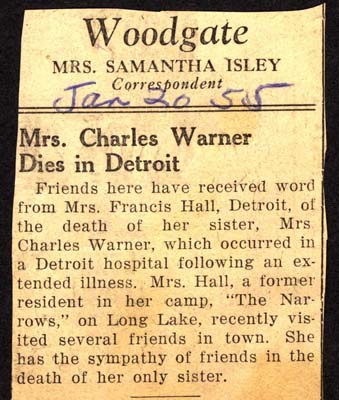 Woodgate
MRS. SAMANTHA ISLEY
Correspondent
Jan 20 55
Mrs. Charles Warner
Dies in Detroit
Friends here have received word
from Mrs. Francis Hall, Detroit, of
the death of her sister, Mrs
Charles Warner, which occurred in
a Detroit hospital following an ex-
tended illness. Mrs. Hall, a former
resident in her camp, "The Nar-
rows," on Long Lake, recently vis-
ited several friends in town. She
has the sympathy of friends in the
death of her only sister.